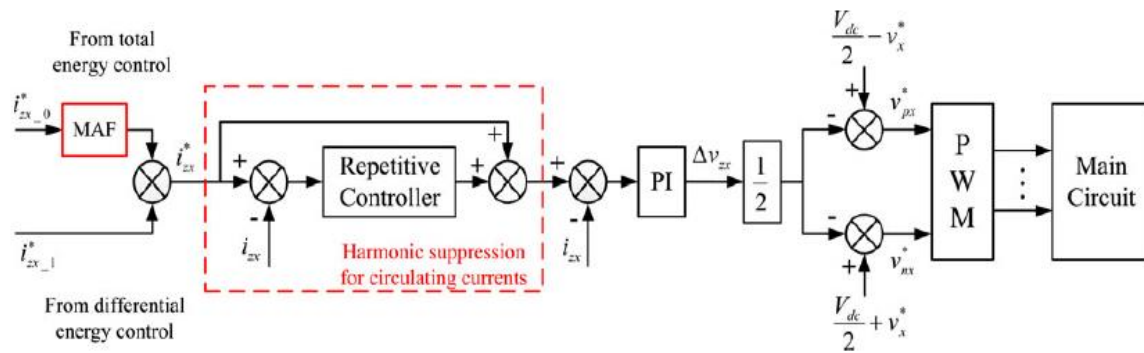 From total
energy control
i*zx_0
MAF
i*zx
i*zx_1
From differential
energy control
+
-
izx
Repetitive
Controller
+
+
Harmonic suppression
for circulating currents
+
-
izx
PI
Δvzx
1
2
-
+
Vdc/2 − v*x
v*px
-
+
v*nx
Vdc/2 + v*x
P
W
M
⋮
Main
Circuit